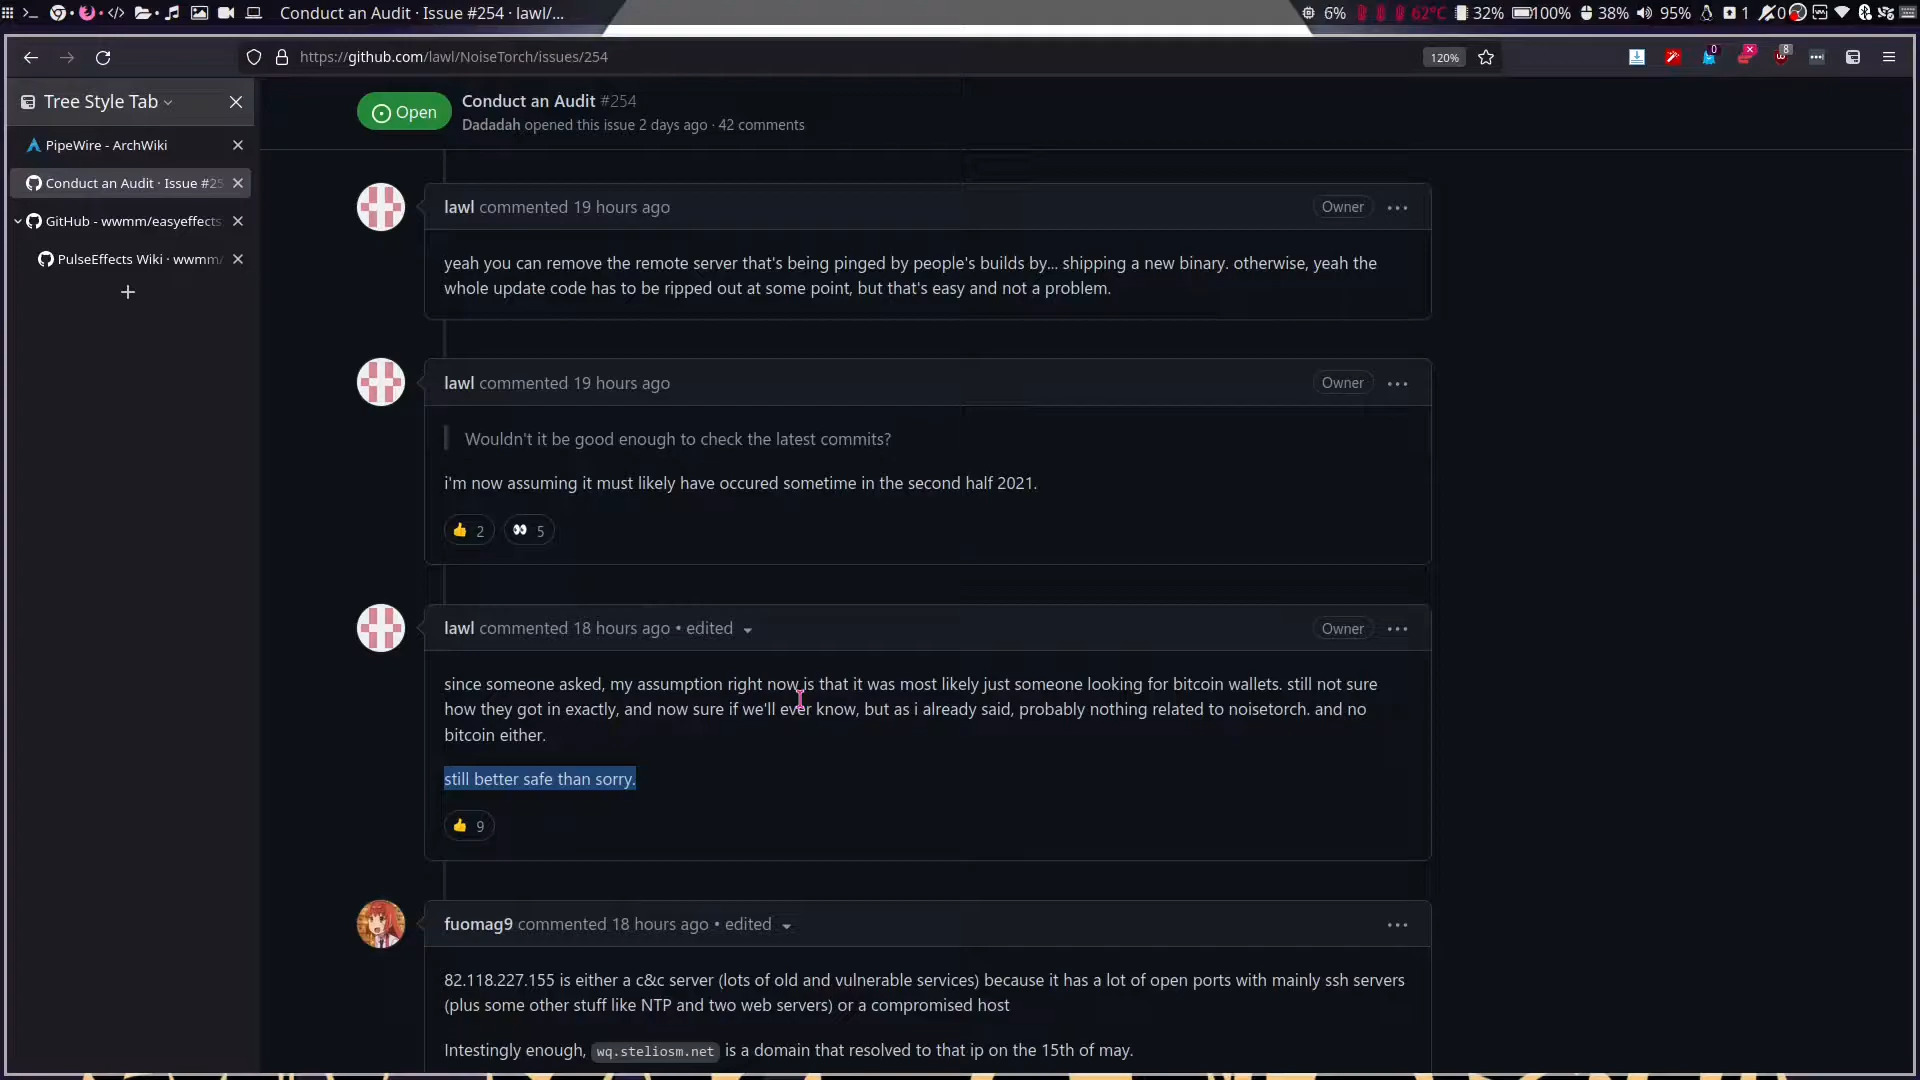 Conduct an Audit · Issue #254 · lawl/...
6%
62°C
32%
100%
38%
95%
1
0
https://github.com/lawl/NoiseTorch/issues/254
120%
0
8
Tree Style Tab
PipeWire - ArchWiki
Conduct an Audit · Issue #25
GitHub - wwmm/easyeffects
PulseEffects Wiki · wwmm/
Open
Conduct an Audit #254
Dadadah opened this issue 2 days ago · 42 comments
lawl commented 19 hours ago
Owner
yeah you can remove the remote server that's being pinged by people's builds by... shipping a new binary. otherwise, yeah the
whole update code has to be ripped out at some point, but that's easy and not a problem.
lawl commented 19 hours ago
Owner
Wouldn't it be good enough to check the latest commits?
i'm now assuming it must likely have occured sometime in the second half 2021.
👍 2 👀 5
lawl commented 18 hours ago • edited
Owner
since someone asked, my assumption right now is that it was most likely just someone looking for bitcoin wallets. still not sure
how they got in exactly, and now sure if we'll ever know, but as i already said, probably nothing related to noisetorch. and no
bitcoin either.
still better safe than sorry.
👍 9
fuomag9 commented 18 hours ago • edited
82.118.227.155 is either a c&c server (lots of old and vulnerable services) because it has a lot of open ports with mainly ssh servers
(plus some other stuff like NTP and two web servers) or a compromised host
Intestingly enough, wq.steliosm.net is a domain that resolved to that ip on the 15th of may.